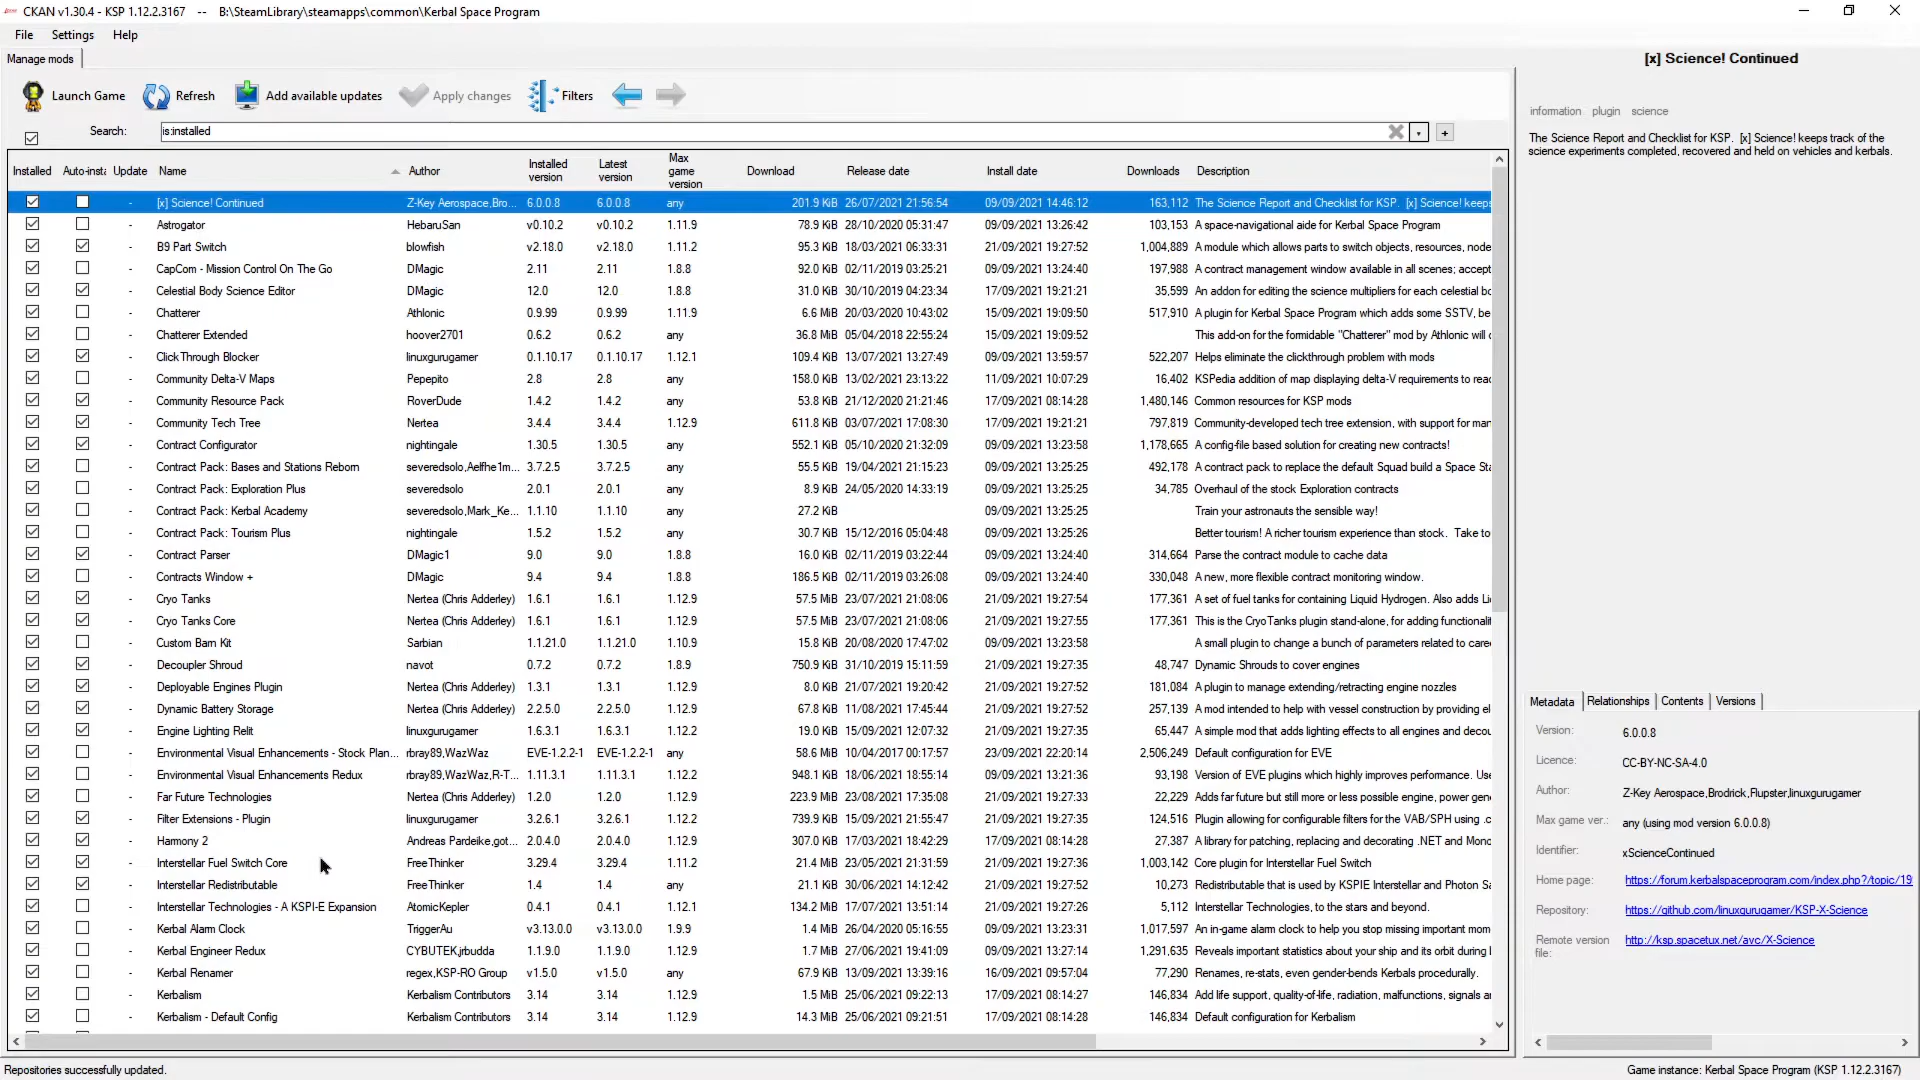 CKAN v1.30.4 - KSP 1.12.2.3167 -- B:\SteamLibrary\steamapps\common\Kerbal Space Program
File Settings Help
Manage mods
[x] Science! Continued
Launch Game Refresh Add available updates Apply changes Filters
information plugin science
Search: is:installed
The Science Report and Checklist for KSP. [x] Science! keeps track of the
science experiments completed, recovered and held on vehicles and kerbals.
Installed Auto-insta Update Name Author Installed version Latest version Max game version Download Release date Install date Downloads Description
[x] Science! Continued Z-Key Aerospace,Bro... 6.0.0.8 6.0.0.8 any 201.9 KiB 26/07/2021 21:56:54 09/09/2021 14:46:12 163,112 The Science Report and Checklist for KSP. [x] Science! keeps
- Astrogator HebaruSan v0.10.2 v0.10.2 1.11.9 78.9 KiB 28/10/2020 05:31:47 09/09/2021 13:26:42 103,153 A space-navigational aide for Kerbal Space Program
- B9 Part Switch blowfish v2.18.0 v2.18.0 1.11.2 95.3 KiB 18/03/2021 06:33:31 21/09/2021 19:27:52 1,004,889 A module which allows parts to switch objects, resources, node
- CapCom - Mission Control On The Go DMagic 2.11 2.11 1.8.8 92.0 KiB 02/11/2019 03:25:21 09/09/2021 13:24:40 197,988 A contract management window available in all scenes; accept
- Celestial Body Science Editor DMagic 12.0 12.0 1.8.8 31.0 KiB 30/10/2019 04:23:34 17/09/2021 19:21:21 35,599 An addon for editing the science multipliers for each celestial bo
- Chatterer Athlonic 0.9.99 0.9.99 1.11.9 6.6 MiB 20/03/2020 10:43:02 15/09/2021 19:09:50 517,910 A plugin for Kerbal Space Program which adds some SSTV, be
- Chatterer Extended hoover2701 0.6.2 0.6.2 any 36.8 MiB 05/04/2018 22:55:24 15/09/2021 19:09:52 This add-on for the formidable "Chatterer" mod by Athlonic will
- Click Through Blocker linuxgurugamer 0.1.10.17 0.1.10.17 1.12.1 109.4 KiB 13/07/2021 13:27:49 09/09/2021 13:59:57 522,207 Helps eliminate the clickthrough problem with mods
- Community Delta-V Maps Pepepito 2.8 2.8 any 158.0 KiB 13/02/2021 23:13:22 11/09/2021 10:07:29 16,402 KSPedia addition of map displaying delta-V requirements to reac
- Community Resource Pack RoverDude 1.4.2 1.4.2 any 53.8 KiB 21/12/2020 21:21:46 17/09/2021 08:14:28 1,480,146 Common resources for KSP mods
- Community Tech Tree Nertea 3.4.4 3.4.4 1.12.9 611.8 KiB 03/07/2021 17:08:30 17/09/2021 19:21:21 797,819 Community-developed tech tree extension, with support for mar
- Contract Configurator nightingale 1.30.5 1.30.5 any 552.1 KiB 05/10/2020 21:32:09 09/09/2021 13:23:58 1,178,665 A config-file based solution for creating new contracts!
- Contract Pack: Bases and Stations Reborn severedsolo,Aelfhe1m... 3.7.2.5 3.7.2.5 any 55.5 KiB 19/04/2021 21:15:23 09/09/2021 13:25:25 492,178 A contract pack to replace the default Squad build a Space Sta
- Contract Pack: Exploration Plus severedsolo 2.0.1 2.0.1 any 8.9 KiB 24/05/2020 14:33:19 09/09/2021 13:25:25 34,785 Overhaul of the stock Exploration contracts
- Contract Pack: Kerbal Academy severedsolo,Mark_Ke... 1.1.10 1.1.10 any 27.2 KiB 09/09/2021 13:25:25 Train your astronauts the sensible way!
- Contract Pack: Tourism Plus nightingale 1.5.2 1.5.2 any 30.7 KiB 15/12/2016 05:04:48 09/09/2021 13:25:26 Better tourism! A richer tourism experience than stock. Take to
- Contract Parser DMagic1 9.0 9.0 1.8.8 16.0 KiB 02/11/2019 03:22:44 09/09/2021 13:24:40 314,664 Parse the contract module to cache data
- Contracts Window + DMagic 9.4 9.4 1.8.8 186.5 KiB 02/11/2019 03:26:08 09/09/2021 13:24:40 330,048 A new, more flexible contract monitoring window.
- Cryo Tanks Nertea (Chris Adderley) 1.6.1 1.6.1 1.12.9 57.5 MiB 23/07/2021 21:08:06 21/09/2021 19:27:54 177,361 A set of fuel tanks for containing Liquid Hydrogen. Also adds Li
- Cryo Tanks Core Nertea (Chris Adderley) 1.6.1 1.6.1 1.12.9 57.5 MiB 23/07/2021 21:08:06 21/09/2021 19:27:55 177,361 This is the CryoTanks plugin stand-alone, for adding functionalit
- Custom Barn Kit Sarbian 1.1.21.0 1.1.21.0 1.10.9 15.8 KiB 20/08/2020 17:47:02 09/09/2021 13:23:58 A small plugin to change a bunch of parameters related to caree
- Decoupler Shroud navot 0.7.2 0.7.2 1.8.9 750.9 KiB 31/10/2019 15:11:59 21/09/2021 19:27:35 48,747 Dynamic Shrouds to cover engines
- Deployable Engines Plugin Nertea (Chris Adderley) 1.3.1 1.3.1 1.12.9 8.0 KiB 21/07/2021 19:20:42 21/09/2021 19:27:52 181,084 A plugin to manage extending/retracting engine nozzles
- Dynamic Battery Storage Nertea (Chris Adderley) 2.2.5.0 2.2.5.0 1.12.9 67.8 KiB 11/08/2021 17:45:44 21/09/2021 19:27:52 257,139 A mod intended to help with vessel construction by providing el
- Engine Lighting Relit linuxgurugamer 1.6.3.1 1.6.3.1 1.12.2 19.0 KiB 15/09/2021 12:07:32 21/09/2021 19:27:35 65,447 A simple mod that adds lighting effects to all engines and decou
- Environmental Visual Enhancements - Stock Plan... rbray89,WazWaz EVE-1.2.2-1 EVE-1.2.2-1 any 58.6 MiB 10/04/2017 00:17:57 23/09/2021 22:20:14 2,506,249 Default configuration for EVE
- Environmental Visual Enhancements Redux rbray89,WazWaz,R-T... 1.11.3.1 1.11.3.1 1.12.2 948.1 KiB 18/06/2021 18:55:14 09/09/2021 13:21:36 93,198 Version of EVE plugins which highly improves performance. Use
- Far Future Technologies Nertea (Chris Adderley) 1.2.0 1.2.0 1.12.9 223.9 MiB 23/08/2021 17:35:08 21/09/2021 19:27:33 22,229 Adds far future but still more or less possible engine, power gen
- Filter Extensions - Plugin linuxgurugamer 3.2.6.1 3.2.6.1 1.12.2 739.9 KiB 15/09/2021 21:55:47 21/09/2021 19:27:35 124,516 Plugin allowing for configurable filters for the VAB/SPH using .c
- Harmony 2 Andreas Pardeike,got... 2.0.4.0 2.0.4.0 1.12.9 307.0 KiB 17/03/2021 18:42:29 17/09/2021 08:14:28 27,387 A library for patching, replacing and decorating .NET and Mono
- Interstellar Fuel Switch Core FreeThinker 3.29.4 3.29.4 1.11.2 21.4 MiB 23/05/2021 21:31:59 21/09/2021 19:27:36 1,003,142 Core plugin for Interstellar Fuel Switch
- Interstellar Redistributable FreeThinker 1.4 1.4 any 21.1 KiB 30/06/2021 14:12:42 21/09/2021 19:27:52 10,273 Redistributable that is used by KSPIE Interstellar and Photon Sa
- Interstellar Technologies - A KSPI-E Expansion AtomicKepler 0.4.1 0.4.1 1.12.1 134.2 MiB 17/07/2021 13:51:14 21/09/2021 19:27:26 5,112 Interstellar Technologies, to the stars and beyond.
- Kerbal Alarm Clock TriggerAu v3.13.0.0 v3.13.0.0 1.9.9 1.4 MiB 26/04/2020 05:16:55 09/09/2021 13:23:31 1,017,597 An in-game alarm clock to help you stop missing important mom
- Kerbal Engineer Redux CYBUTEK,jrbudda 1.1.9.0 1.1.9.0 1.12.9 1.7 MiB 27/06/2021 19:41:09 09/09/2021 13:27:14 1,291,635 Reveals important statistics about your ship and its orbit during
- Kerbal Renamer regex,KSP-RO Group v1.5.0 v1.5.0 any 67.9 KiB 13/09/2021 13:39:16 16/09/2021 09:57:04 77,290 Renames, re-stats, even gender-bends Kerbals procedurally.
- Kerbalism Kerbalism Contributors 3.14 3.14 1.12.9 1.5 MiB 25/06/2021 09:22:13 17/09/2021 08:14:27 146,834 Add life support, quality-of-life, radiation, malfunctions, signals ar
- Kerbalism - Default Config Kerbalism Contributors 3.14 3.14 1.12.9 14.3 MiB 25/06/2021 09:21:51 17/09/2021 08:14:28 146,834 Default configuration for Kerbalism
Metadata Relationships Contents Versions
Version: 6.0.0.8
Licence: CC-BY-NC-SA-4.0
Author: Z-Key Aerospace,Brodrick,Flupster,linuxgurugamer
Max game ver.: any (using mod version 6.0.0.8)
Identifier: xScienceContinued
Home page: https://forum.kerbalspaceprogram.com/index.php?/topic/19
Repository: https://github.com/linuxgurugamer/KSP-X-Science
Remote version file: http://ksp.spacetux.net/avc/X-Science
Repositories successfully updated.
Game instance: Kerbal Space Program (KSP 1.12.2.3167)